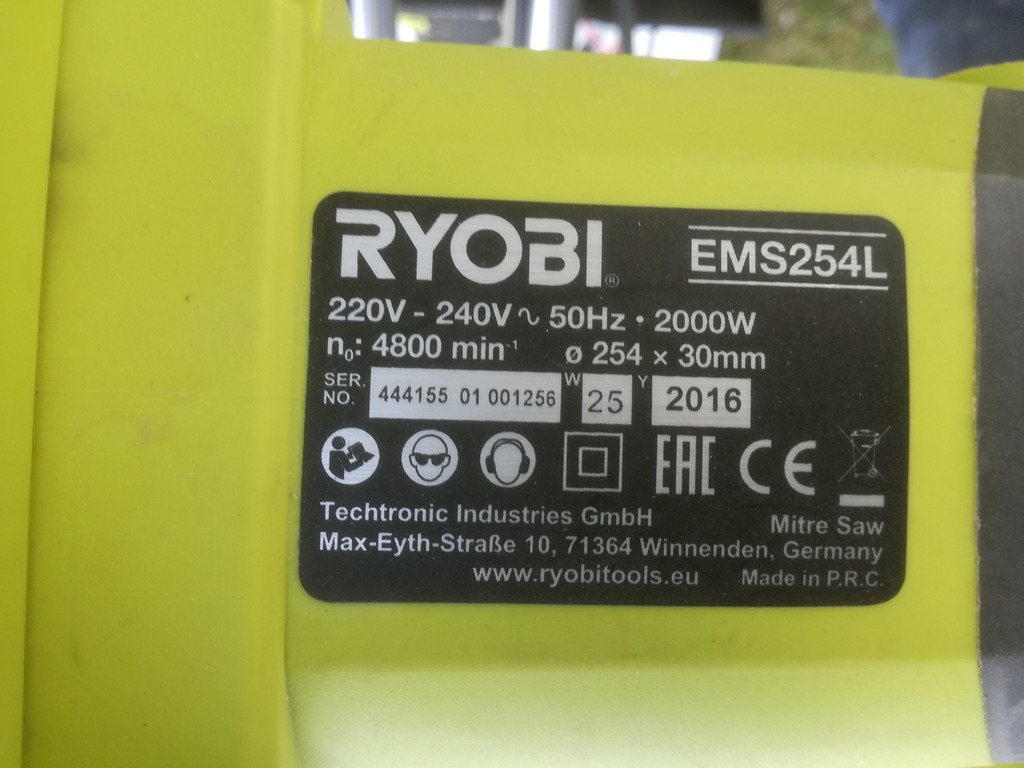 RYOBI®
EMS254L
220V - 240V ∿ 50Hz • 2000W
n₀: 4800 min⁻¹ ø 254 × 30mm
SER. NO. 444155 01 001256 W 25 Y 2016
EAC CE
Techtronic Industries GmbH
Mitre Saw
Max-Eyth-Straße 10, 71364 Winnenden, Germany
www.ryobitools.eu Made in P.R.C.